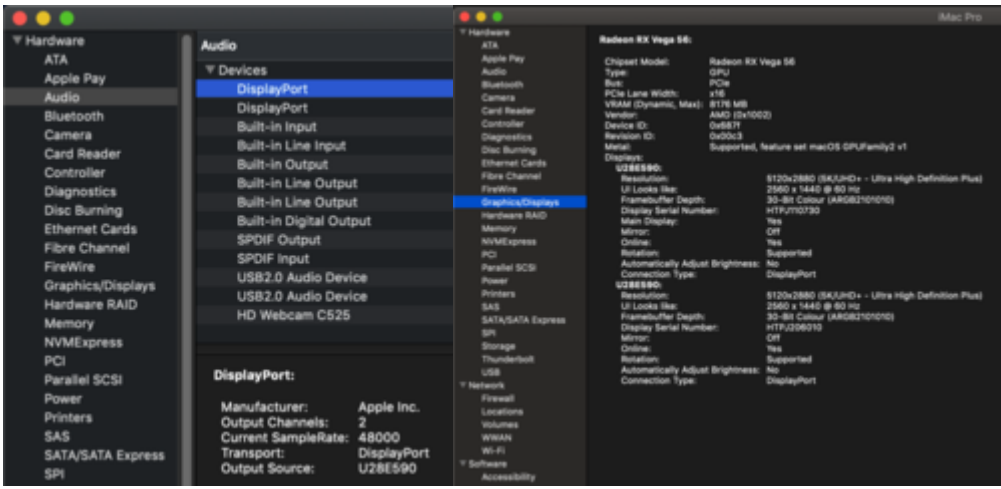 Hardware
ATA
Apple Pay
Audio
Bluetooth
Camera
Card Reader
Controller
Diagnostics
Disc Burning
Ethernet Cards
Fibre Channel
FireWire
Graphics/Displays
Hardware RAID
Memory
NVMExpress
PCI
Parallel SCSI
Power
Printers
SAS
SATA/SATA Express
SPI
Audio
Devices
DisplayPort
DisplayPort
Built-in Input
Built-in Line Input
Built-in Output
Built-in Line Output
Built-in Line Output
Built-in Digital Output
SPDIF Output
SPDIF Input
USB2.0 Audio Device
USB2.0 Audio Device
HD Webcam C525
DisplayPort:
Manufacturer: Apple Inc.
Output Channels: 2
Current SampleRate: 48000
Transport: DisplayPort
Output Source: U28E590
iMac Pro
Hardware
ATA
Apple Pay
Audio
Bluetooth
Camera
Card Reader
Controller
Diagnostics
Disc Burning
Ethernet Cards
Fibre Channel
FireWire
Graphics/Displays
Hardware RAID
Memory
NVMExpress
PCI
Parallel SCSI
Power
Printers
SAS
SATA/SATA Express
SPI
Storage
Thunderbolt
USB
Network
Firewall
Locations
Volumes
WWAN
Wi-Fi
Software
Accessibility
Radeon RX Vega 56:
Chipset Model: Radeon RX Vega 56
Type: GPU
Bus: PCIe
PCIe Lane Width: x16
VRAM (Dynamic, Max): 8176 MB
Vendor: AMD (0x1002)
Device ID: 0x687f
Revision ID: 0x00c3
Metal: Supported, feature set macOS GPUFamily2 v1
Displays:
U28E590:
Resolution: 5120x2880 (5K/UHD+ - Ultra High Definition Plus)
UI Looks like: 2560 x 1440 @ 60 Hz
Framebuffer Depth: 30-Bit Colour (ARGB2101010)
Display Serial Number: HTPJ110730
Main Display: Yes
Mirror: Off
Online: Yes
Rotation: Supported
Automatically Adjust Brightness: No
Connection Type: DisplayPort
U28E590:
Resolution: 5120x2880 (5K/UHD+ - Ultra High Definition Plus)
UI Looks like: 2560 x 1440 @ 60 Hz
Framebuffer Depth: 30-Bit Colour (ARGB2101010)
Display Serial Number: HTPJ206010
Mirror: Off
Online: Yes
Rotation: Supported
Automatically Adjust Brightness: No
Connection Type: DisplayPort